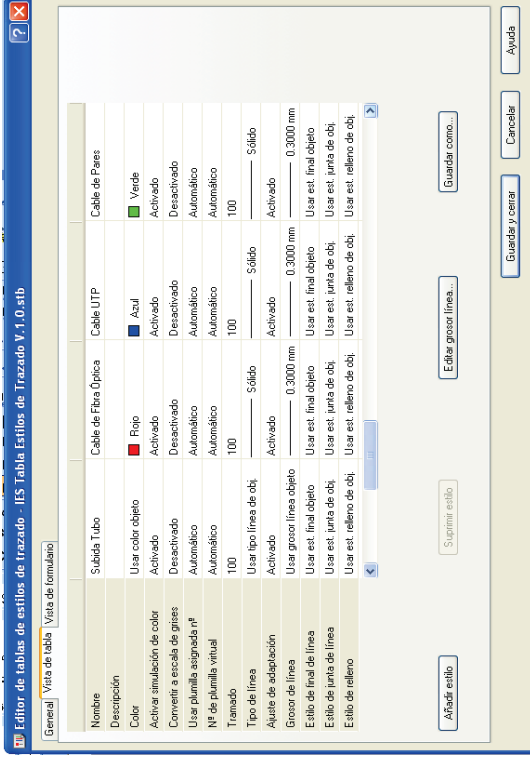 Editor de tablas de estilos de trazado - IES Tabla Estilos de Trazado V.1.0.stb
General Vista de tabla Vista de formulario
Nombre Subida Tubo Cable de Fibra Óptica Cable UTP Cable de Pares
Descripción
Color Usar color objeto Rojo Azul Verde
Activar simulación de color Activado Activado Activado Activado
Convertir a escala de grises Desactivado Desactivado Desactivado Desactivado
Usar plumilla asignada nº Automático Automático Automático Automático
Nº de plumilla virtual Automático Automático Automático Automático
Tramado 100 100 100 100
Tipo de línea Usar tipo línea de obj. Sólido Sólido Sólido
Ajuste de adaptación Activado Activado Activado Activado
Grosor de línea Usar grosor línea objeto 0.3000 mm 0.3000 mm 0.3000 mm
Estilo de final de línea Usar est. final objeto Usar est. final objeto Usar est. final objeto Usar est. final objeto
Estilo de junta de línea Usar est. junta de obj. Usar est. junta de obj. Usar est. junta de obj. Usar est. junta de obj.
Estilo de relleno Usar est. relleno de obj. Usar est. relleno de obj. Usar est. relleno de obj. Usar est. relleno de obj.
Añadir estilo Suprimir estilo Editar grosor línea... Guardar como...
Guardar y cerrar Cancelar Ayuda